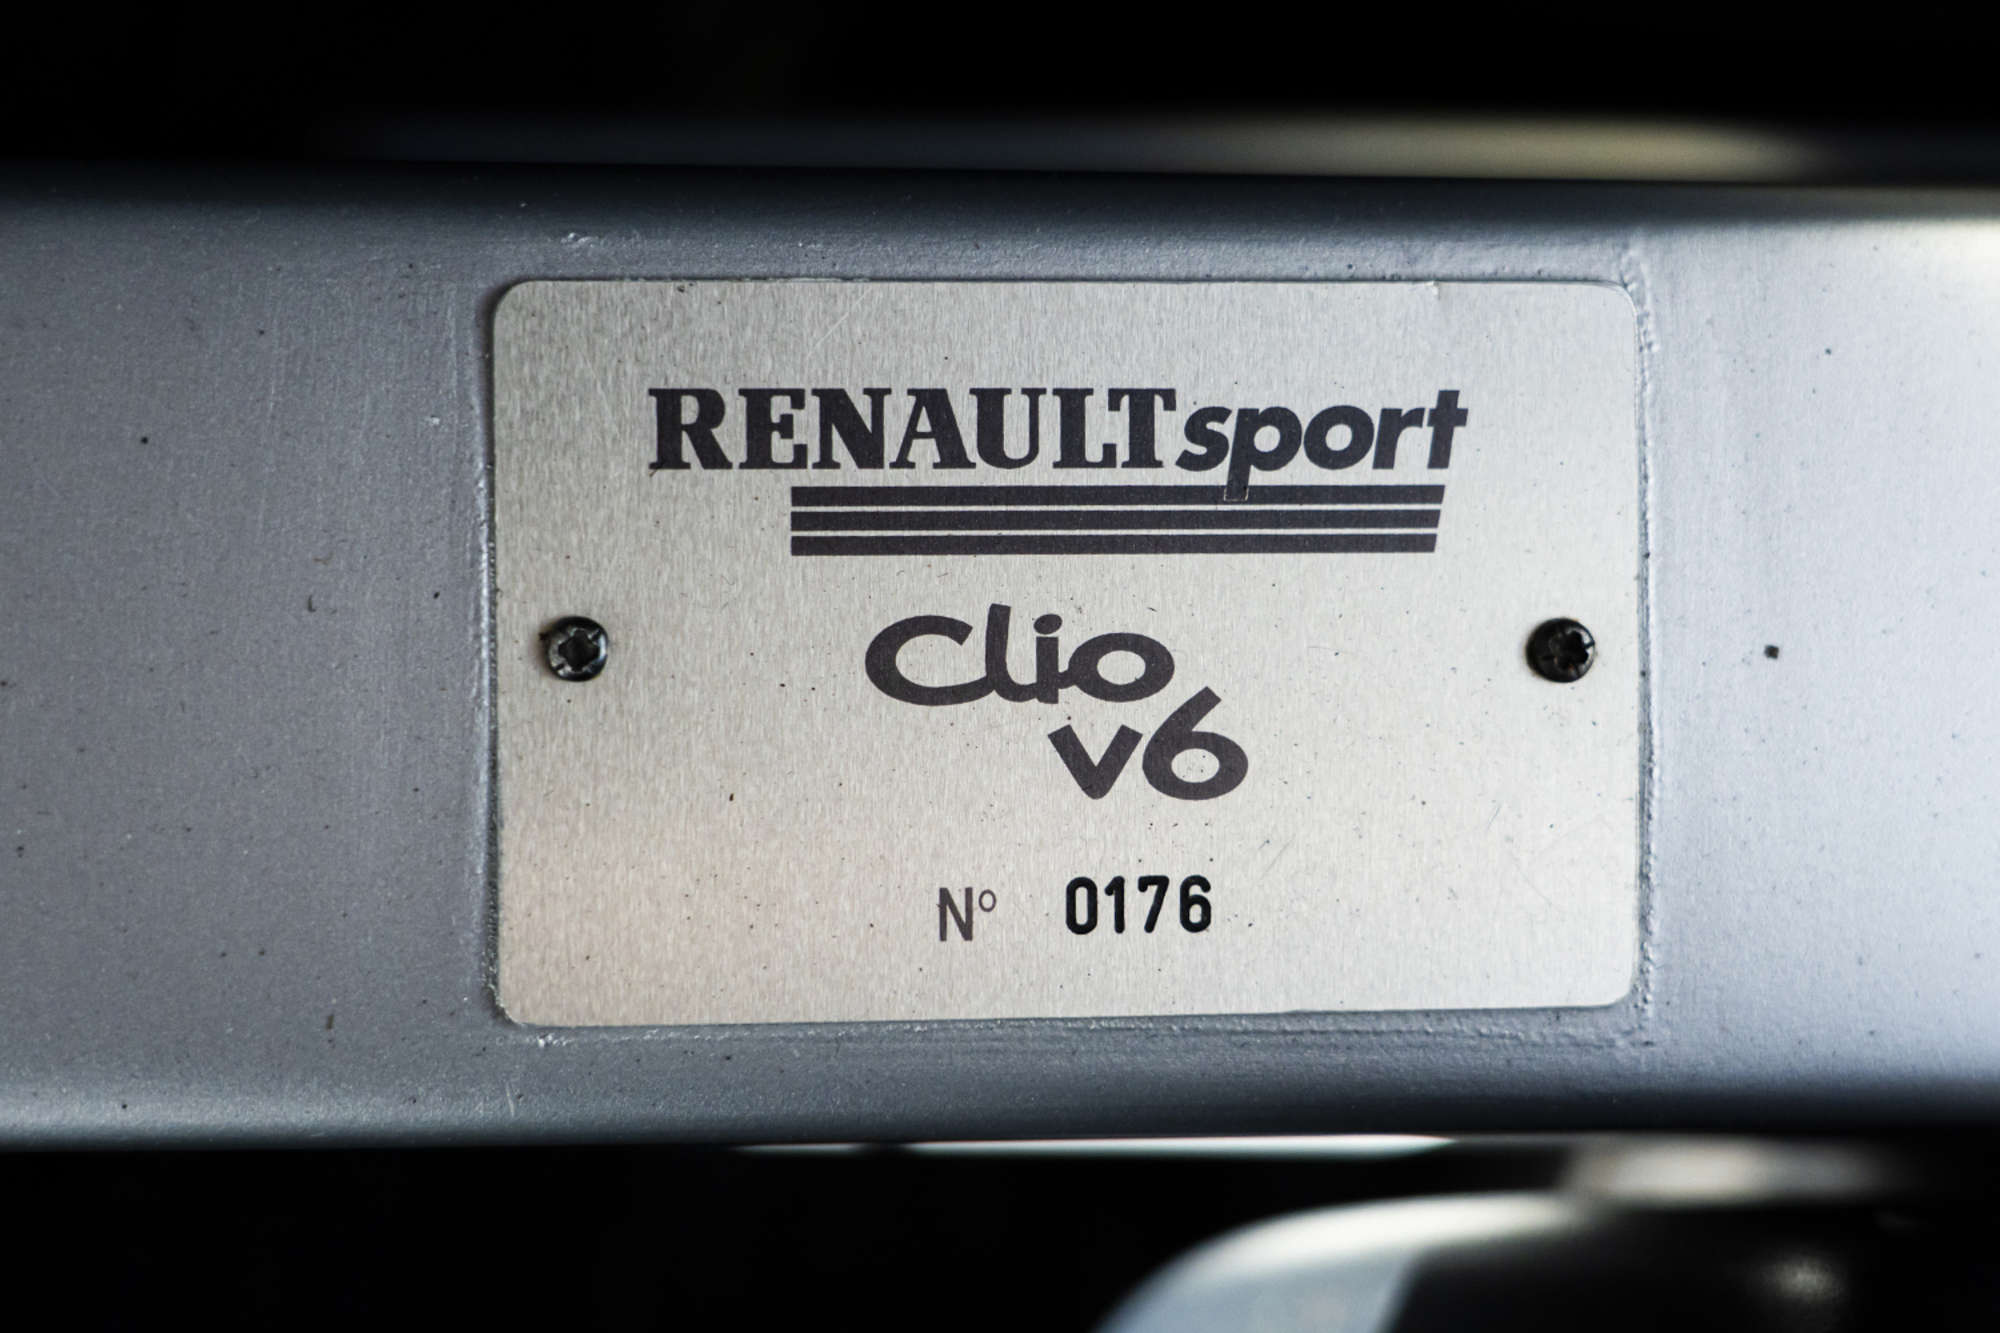 RENAULTsport
Clio
v6
N° 0176